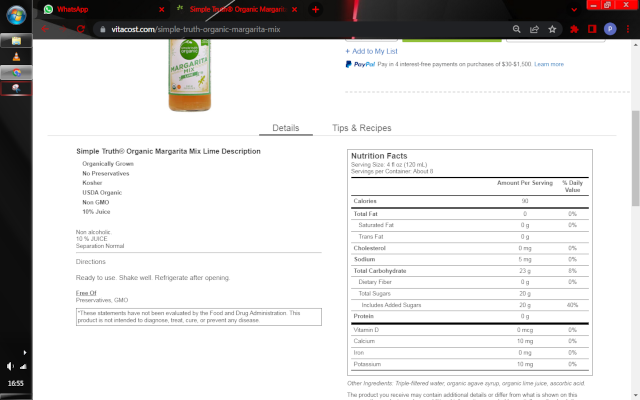 WhatsApp
Simple Truth® Organic Margarit
vitacost.com/simple-truth-organic-margarita-mix
P
organic
MARGARITA
MIX
+ Add to My List
PayPal Pay in 4 interest-free payments on purchases of $30-$1,500. Learn more
Details
Tips & Recipes
Simple Truth® Organic Margarita Mix Lime Description
Organically Grown
No Preservatives
Kosher
USDA Organic
Non GMO
10% Juice
Non alcoholic
10 % JUICE
Separation Normal
Directions
Ready to use. Shake well. Refrigerate after opening.
Free Of
Preservatives, GMO
*These statements have not been evaluated by the Food and Drug Administration. This
product is not intended to diagnose, treat, cure, or prevent any disease.
Nutrition Facts
Serving Size: 4 fl oz (120 mL)
Servings per Container: About 8
Amount Per Serving % Daily
Value
Calories 90
Total Fat 0 0%
Saturated Fat 0 g 0%
Trans Fat 0 g
Cholesterol 0 mg 0%
Sodium 5 mg 0%
Total Carbohydrate 23 g 8%
Dietary Fiber 0 g 0%
Total Sugars 20 g
Includes Added Sugars 20 g 40%
Protein 0 g
Vitamin D 0 mcg 0%
Calcium 10 mg 0%
Iron 0 mg 0%
Potassium 10 mg 0%
Other Ingredients: Triple-filtered water, organic agave syrup, organic lime juice, ascorbic acid.
The product you receive may contain additional details or differ from what is shown on this
16:55